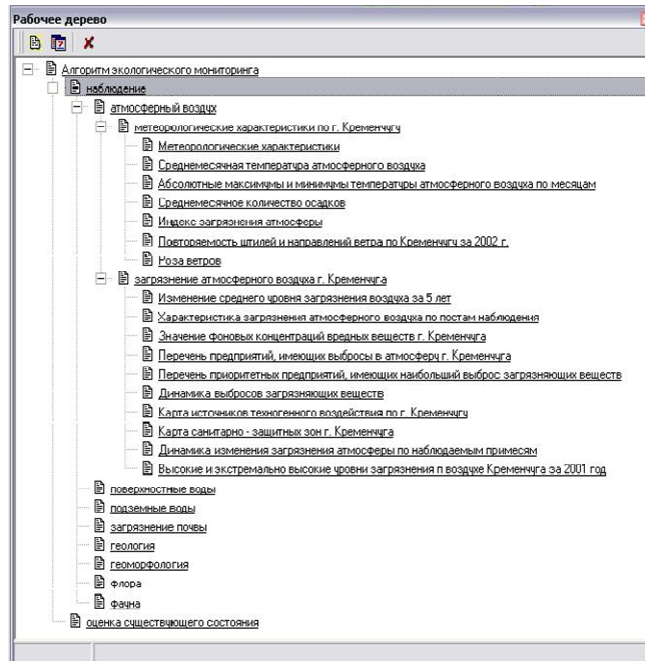 Рабочее дерево
Алгоритм экологического мониторинга
наблюдение
атмосферный воздух
метеорологические характеристики по г. Кременчугу
Метеорологические характеристики
Среднемесячная температура атмосферного воздуха
Абсолютные максимумы и минимумы температуры атмосферного воздуха по месяцам
Среднемесячное количество осадков
Индекс загрязнения атмосферы
Повторяемость штилей и направлений ветра по Кременчугу за 2002 г.
Роза ветров
загрязнение атмосферного воздуха г. Кременчуга
Изменение среднего уровня загрязнения воздуха за 5 лет
Характеристика загрязнения атмосферного воздуха по постам наблюдения
Значение фоновых концентраций вредных веществ г. Кременчуга
Перечень предприятий, имеющих выбросы в атмосферу г. Кременчуга
Перечень приоритетных предприятий, имеющих наибольший выброс загрязняющих веществ
Динамика выбросов загрязняющих веществ
Карта источников техногенного воздействия по г. Кременчугу
Карта санитарно - защитных зон г. Кременчуга
Динамика изменения загрязнения атмосферы по наблюдаемым примесям
Высокие и экстремально высокие уровни загрязнения п воздухе Кременчуга за 2001 год
поверхностные воды
подземные воды
загрязнение почвы
геология
геоморфология
флора
фауна
оценка существующего состояния